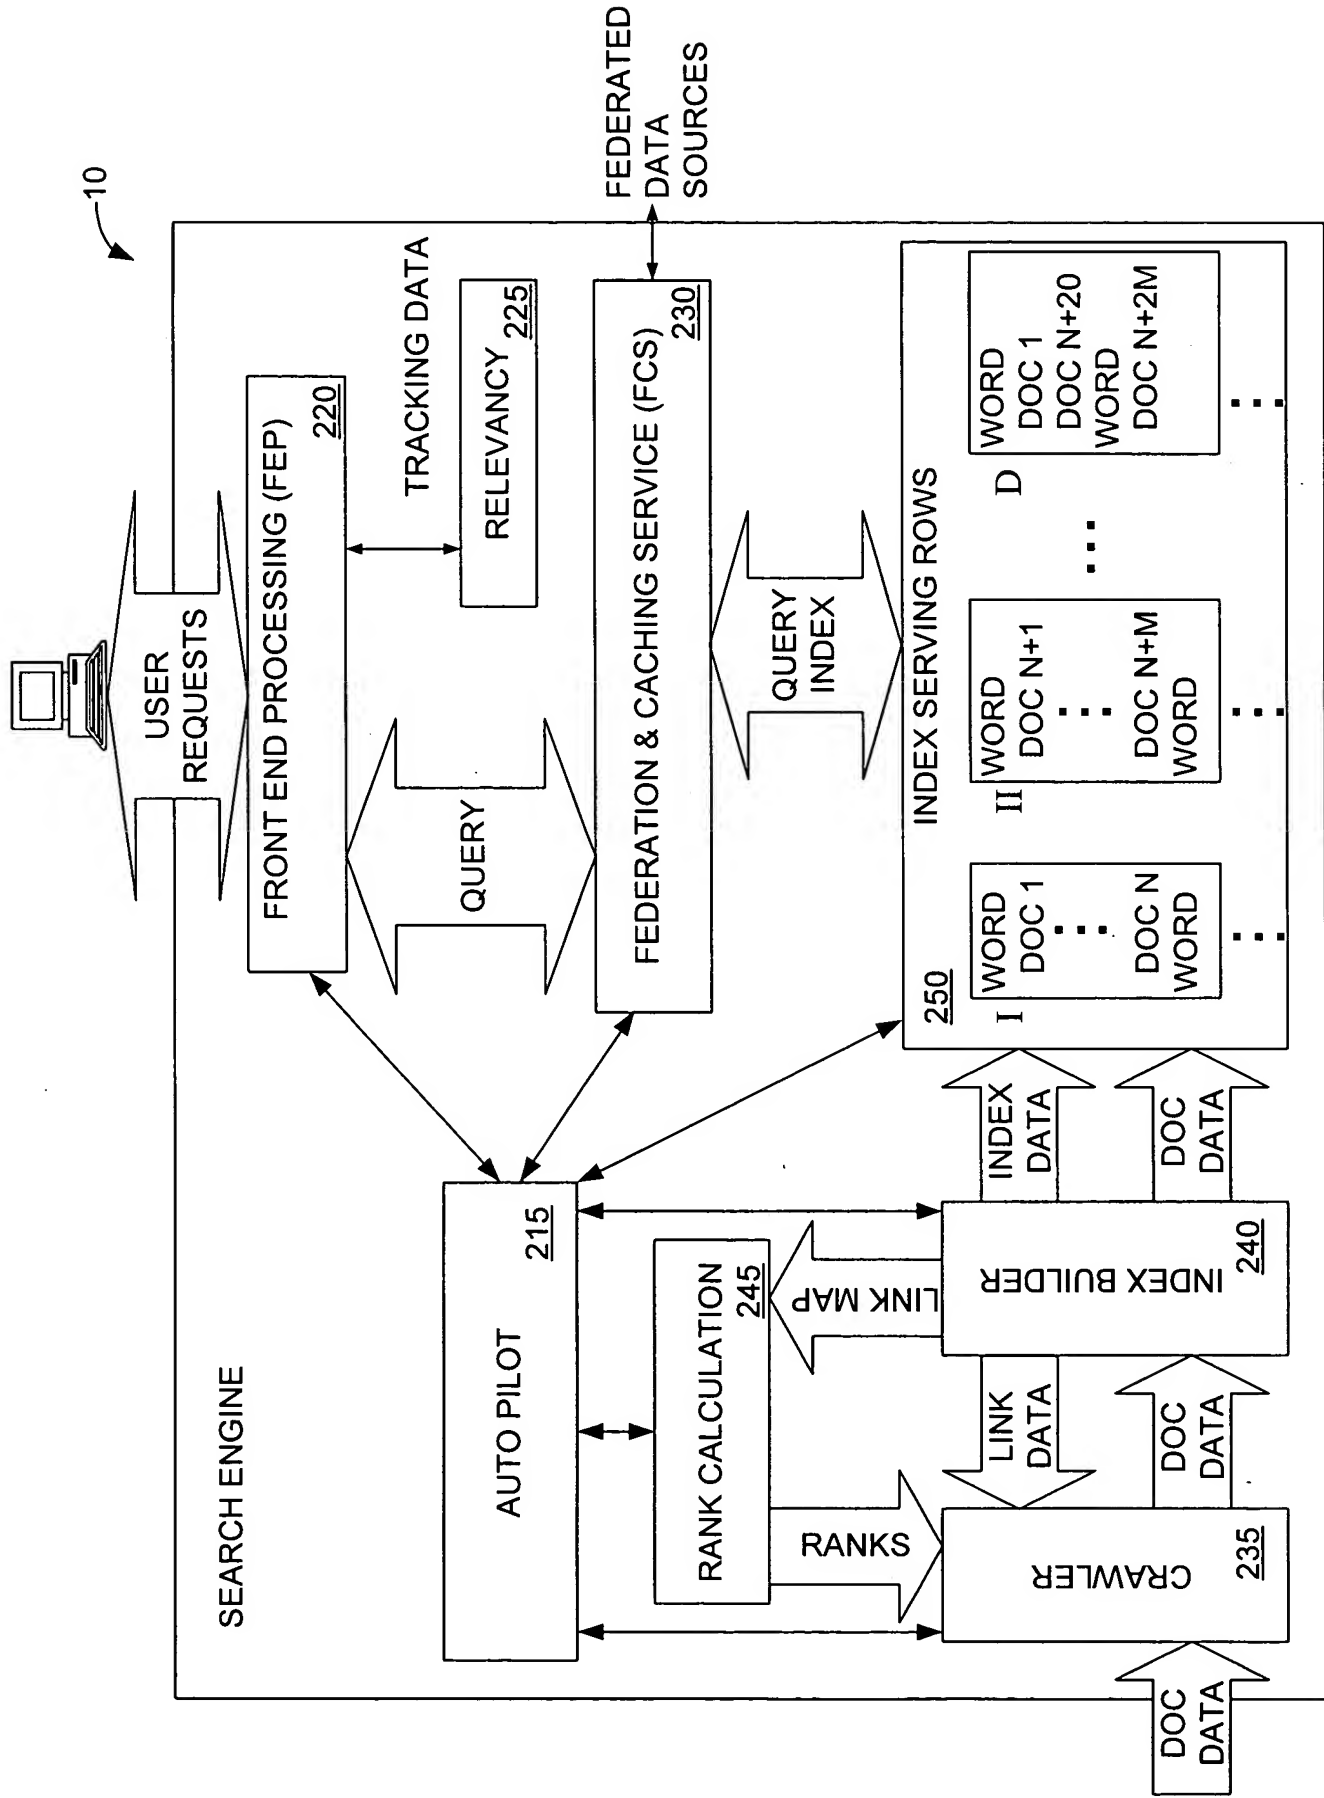 10
SEARCH ENGINE
USER
REQUESTS
FRONT END PROCESSING (FEP)
220
TRACKING DATA
RELEVANCY
225
QUERY
FEDERATION & CACHING SERVICE (FCS)
230
FEDERATED
DATA
SOURCES
AUTO PILOT
215
RANK CALCULATION
245
RANKS
LINK MAP
QUERY
INDEX
DOC
DATA
CRAWLER
235
LINK
DATA
DOC
DATA
INDEX BUILDER
240
INDEX
DATA
DOC
DATA
250
INDEX SERVING ROWS
I
WORD
DOC 1
DOC N
WORD
II
WORD
DOC N+1
DOC N+M
WORD
D
WORD
DOC 1
DOC N+20
WORD
DOC N+2M